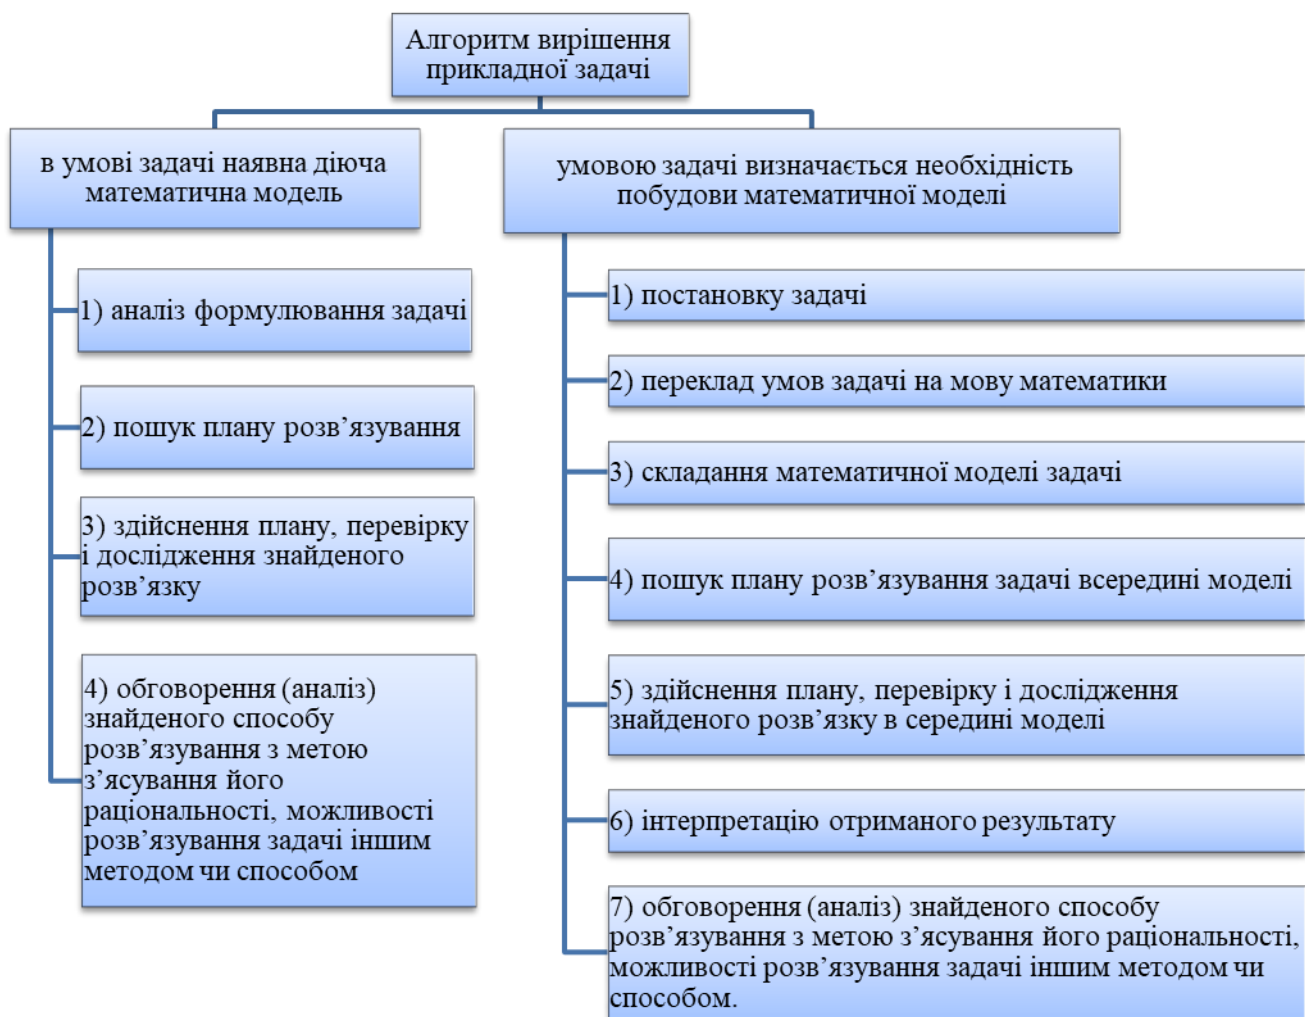 Алгоритм вирішення
прикладної задачі
в умові задачі наявна діюча
математична модель
1) аналіз формулювання задачі
2) пошук плану розв’язування
3) здійснення плану, перевірку
і дослідження знайденого
розв’язку
4) обговорення (аналіз)
знайденого способу
розв’язування з метою
з’ясування його
раціональності, можливості
розв’язування задачі іншим
методом чи способом
умовою задачі визначається необхідність
побудови математичної моделі
1) постановку задачі
2) переклад умов задачі на мову математики
3) складання математичної моделі задачі
4) пошук плану розв’язування задачі всередині моделі
5) здійснення плану, перевірку і дослідження
знайденого розв’язку в середині моделі
6) інтерпретацію отриманого результату
7) обговорення (аналіз) знайденого способу
розв’язування з метою з’ясування його раціональності,
можливості розв’язування задачі іншим методом чи
способом.